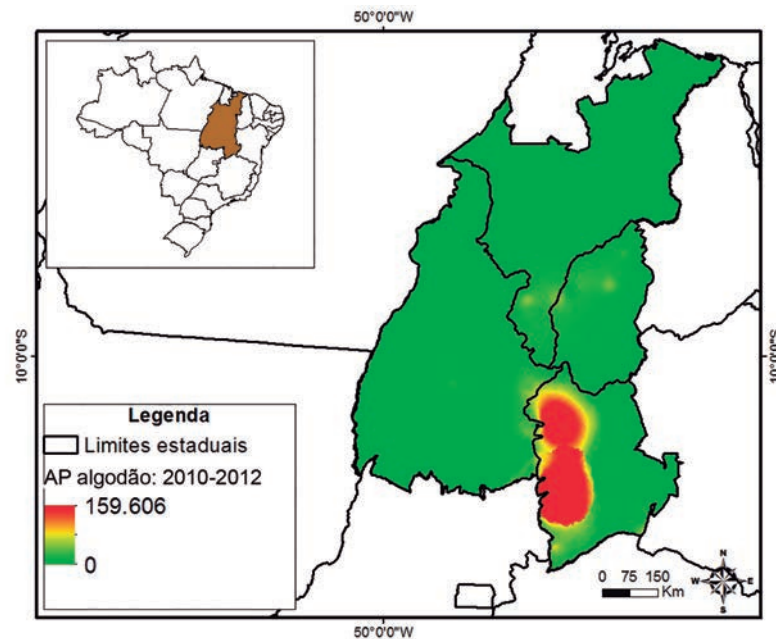 50°0'0"W
10°0'0"S
10°0'0"S
Legenda
Limites estaduais
AP algodão: 2010-2012
159.606
0
N
W E
S
0 75 150
Km
50°0'0"W